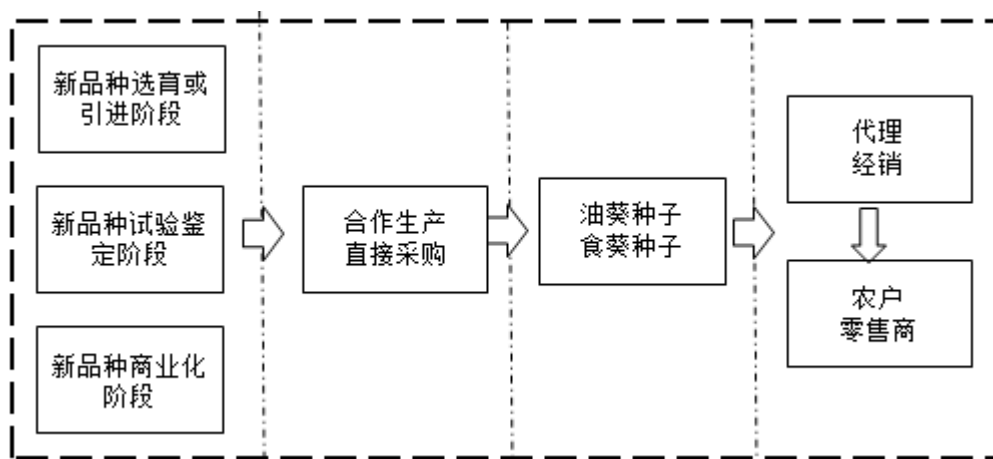 新品种选育或
引进阶段
新品种试验鉴
定阶段
新品种商业化
阶段
合作生产
直接采购
油葵种子
食葵种子
代理
经销
农户
零售商